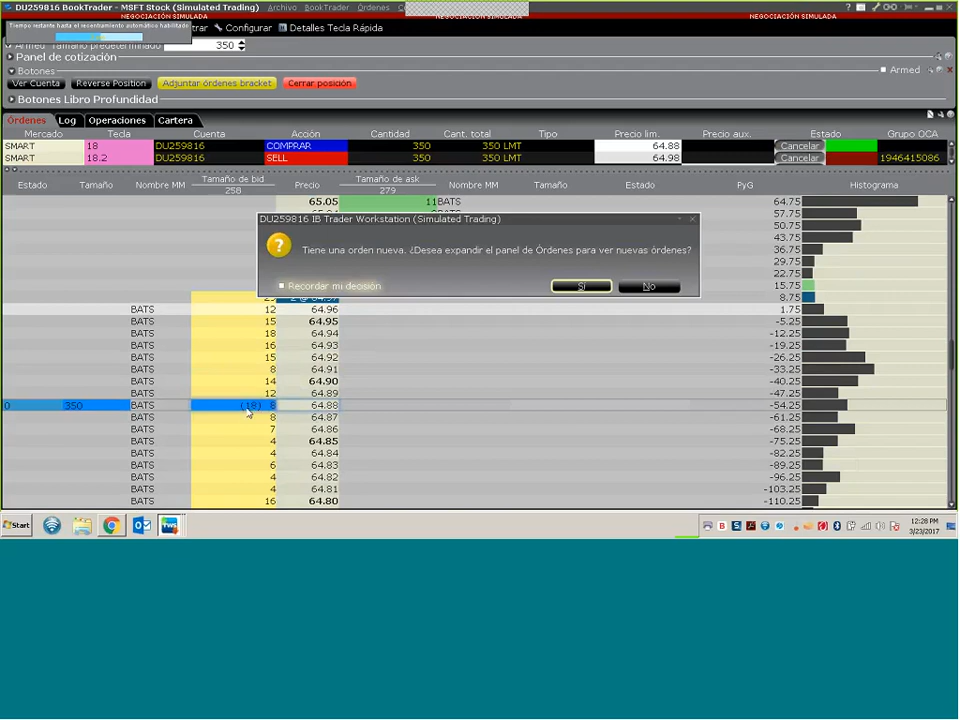 DU259816 BookTrader - MSFT Stock (Simulated Trading) Archivo BookTrader Órdenes
NEGOCIACIÓN SIMULADA NEGOCIACIÓN SIMULADA NEGOCIACIÓN SIMULADA
Tiempo restante hasta el recentramiento automático habilitado
trar Configurar Detalles Tecla Rápida
Armed Tamaño predeterminado 350
Panel de cotización
Botones Armed
Ver Cuenta Reverse Position Adjuntar órdenes bracket Cerrar posición
Botones Libro Profundidad
Órdenes Log Operaciones Cartera
Mercado Tecla Cuenta Acción Cantidad Cant. total Tipo Precio lim. Precio aux. Estado Grupo OCA
SMART 18 DU259816 COMPRAR 350 350 LMT 64.88 Cancelar
SMART 18.2 DU259816 SELL 350 350 LMT 64.98 Cancelar 1946415086
Estado Tamaño Nombre MM Tamaño de bid 258 Precio Tamaño de ask 279 Nombre MM Tamaño Estado PyG Histograma
65.05 11 BATS 64.75
57.75
DU259816 IB Trader Workstation (Simulated Trading)
50.75
43.75
Tiene una orden nueva. ¿Desea expandir el panel de Órdenes para ver nuevas órdenes?
36.75
29.75
22.75
Recordar mi decisión Sí No
15.75
8.75
BATS 12 64.96 1.75
BATS 15 64.95 -5.25
BATS 18 64.94 -12.25
BATS 16 64.93 -19.25
BATS 15 64.92 -26.25
BATS 8 64.91 -33.25
BATS 14 64.90 -40.25
BATS 12 64.89 -47.25
0 350 BATS (18) 8 64.88 -54.25
BATS 8 64.87 -61.25
BATS 7 64.86 -68.25
BATS 4 64.85 -75.25
BATS 4 64.84 -82.25
BATS 6 64.83 -89.25
BATS 4 64.82 -96.25
BATS 4 64.81 -103.25
BATS 16 64.80 -110.25
Start 12:28 PM
3/23/2017